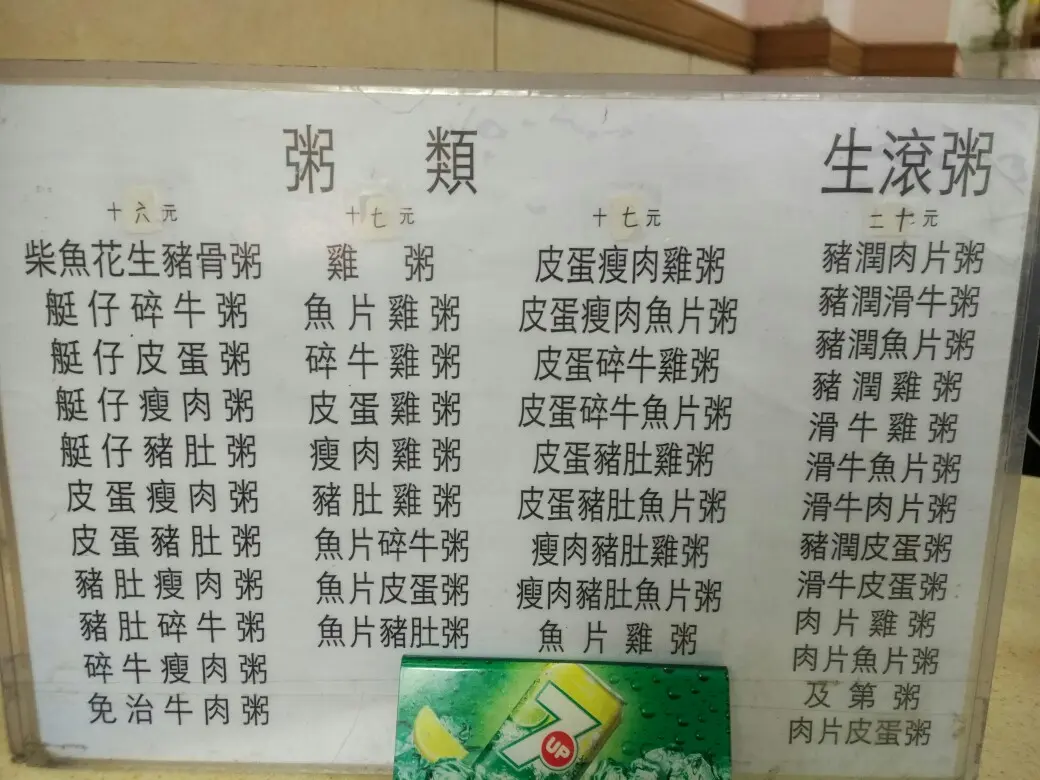 粥 類
生滾粥
十六元
柴魚花生豬骨粥
艇仔碎牛粥
艇仔皮蛋粥
艇仔瘦肉粥
艇仔豬肚粥
皮蛋瘦肉粥
皮蛋豬肚粥
豬肚瘦肉粥
豬肚碎牛粥
碎牛瘦肉粥
免治牛肉粥
十七元
雞粥
魚片雞粥
碎牛雞粥
皮蛋雞粥
瘦肉雞粥
豬肚雞粥
魚片碎牛粥
魚片皮蛋粥
魚片豬肚粥
十七元
皮蛋瘦肉雞粥
皮蛋瘦肉魚片粥
皮蛋碎牛雞粥
皮蛋碎牛魚片粥
皮蛋豬肚雞粥
皮蛋豬肚魚片粥
瘦肉豬肚雞粥
瘦肉豬肚魚片粥
魚片雞粥
二十元
豬潤肉片粥
豬潤滑牛粥
豬潤魚片粥
豬潤雞粥
滑牛雞粥
滑牛魚片粥
滑牛肉片粥
豬潤皮蛋粥
滑牛皮蛋粥
肉片雞粥
肉片魚片粥
及第粥
肉片皮蛋粥
7UP